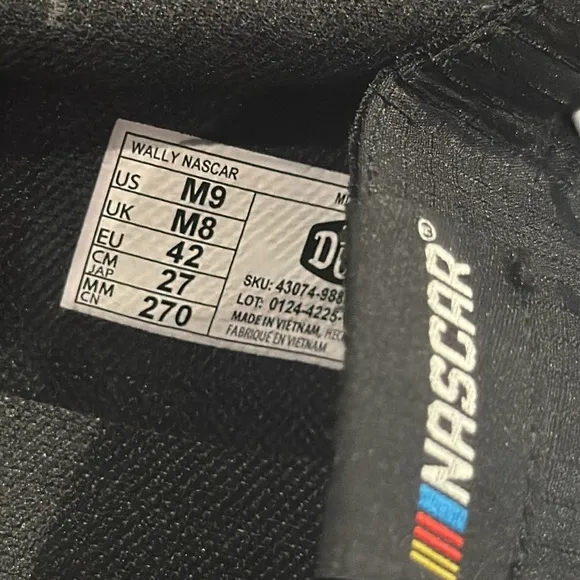 WALLY NASCAR
US M9
UK M8
EU 42
CM JAP 27
MM CN 270
SKU: 43074-988
LOT: 0124-4225-
MADE IN VIETNAM,
FABRIQUÉ EN VIETNAM
NASCAR®